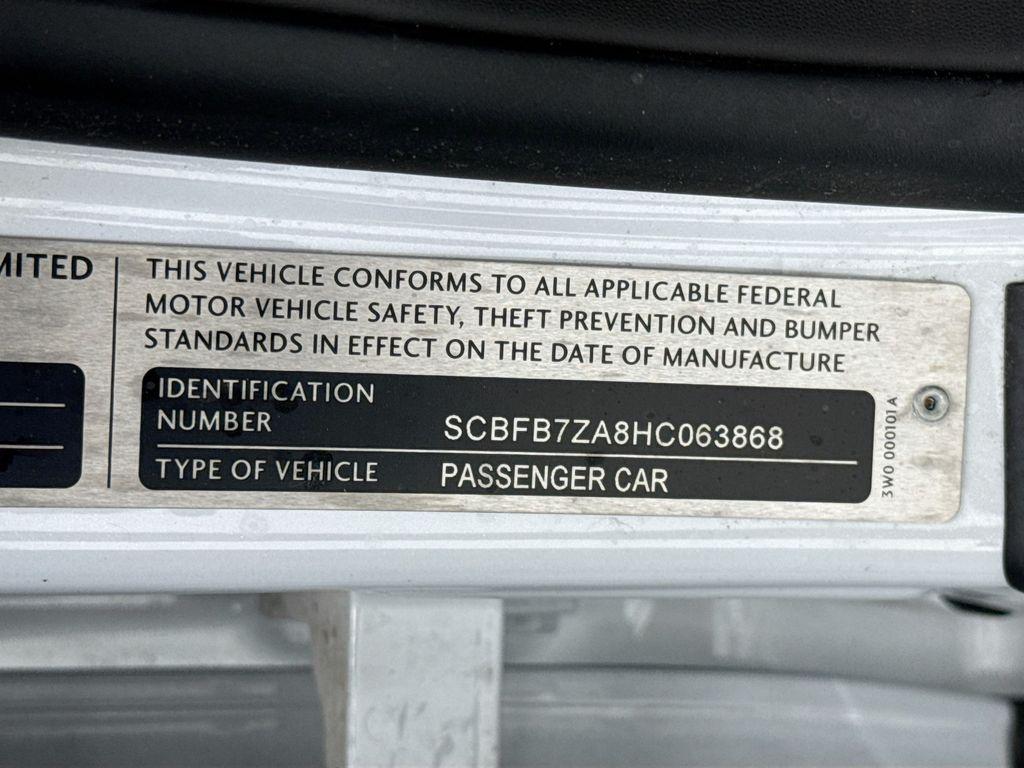 MITED
THIS VEHICLE CONFORMS TO ALL APPLICABLE FEDERAL
MOTOR VEHICLE SAFETY, THEFT PREVENTION AND BUMPER
STANDARDS IN EFFECT ON THE DATE OF MANUFACTURE
IDENTIFICATION
NUMBER SCBFB7ZA8HC063868
TYPE OF VEHICLE PASSENGER CAR
3W0 000101 A